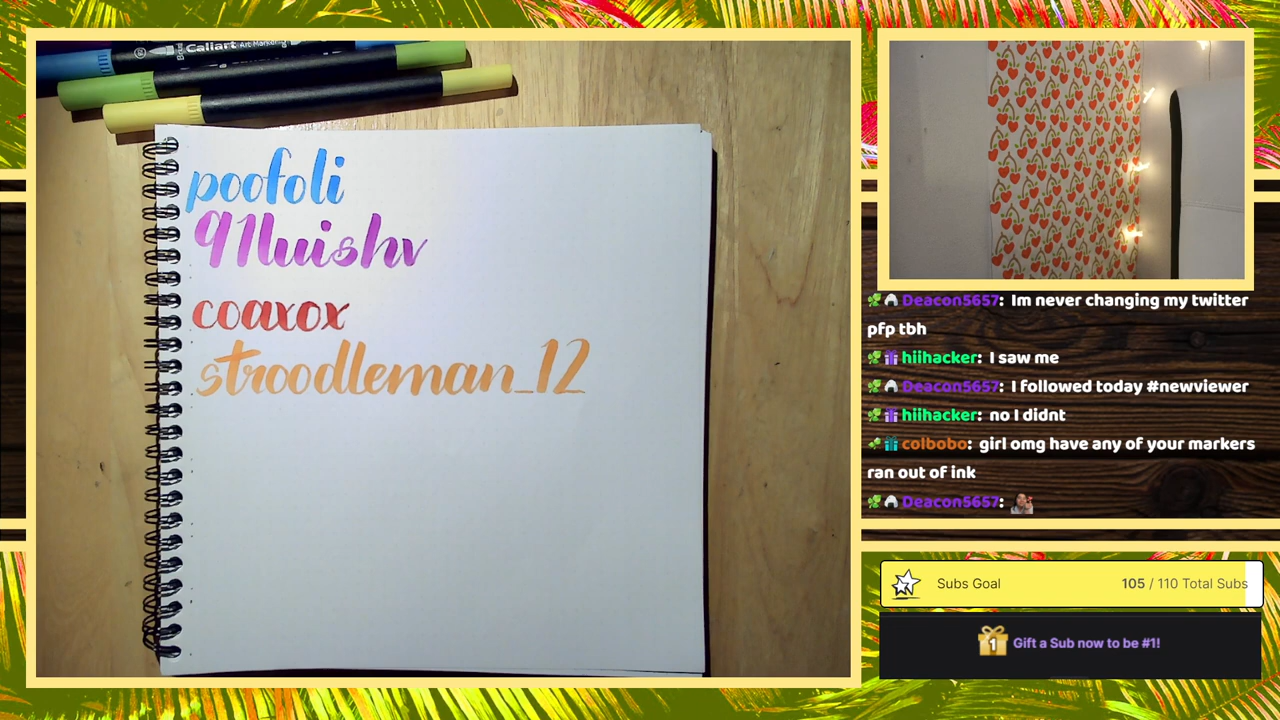 Caliart Art Marker
poofoli
91luishv
coaxox
stroodleman_12
Deacon5657: Im never changing my twitter
pfp tbh
hiihacker: I saw me
Deacon5657: I followed today #newviewer
hiihacker: no I didnt
colbobo: girl omg have any of your markers
ran out of ink
Deacon5657:
Subs Goal 105 / 110 Total Subs
1 Gift a Sub now to be #1!